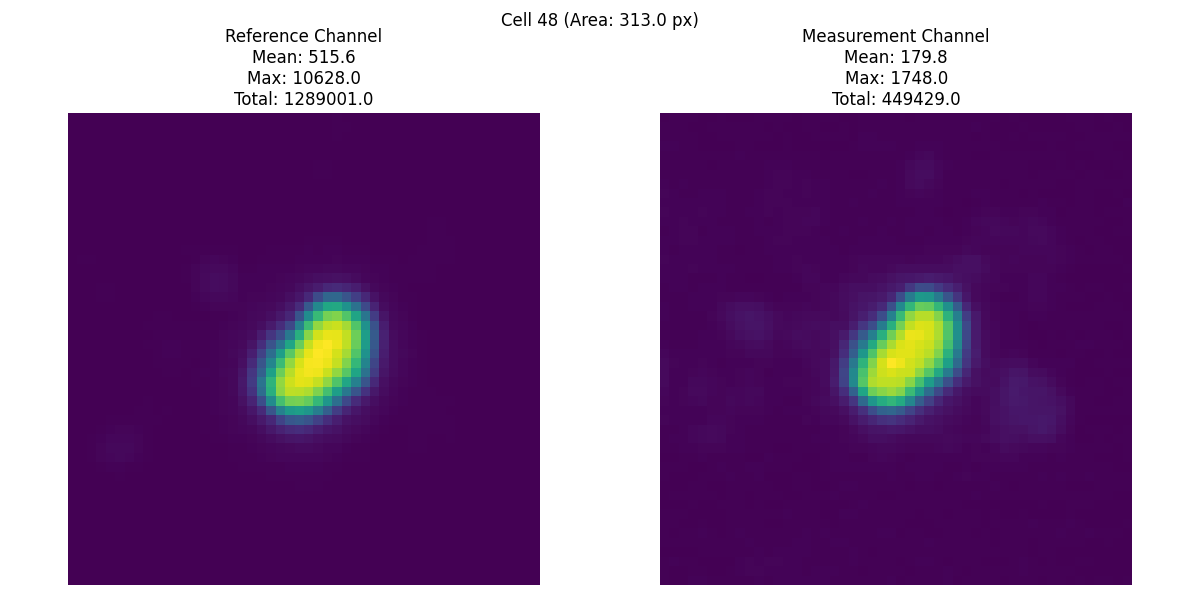 Cell 48 (Area: 313.0 px)
Reference Channel
Mean: 515.6
Max: 10628.0
Total: 1289001.0
Measurement Channel
Mean: 179.8
Max: 1748.0
Total: 449429.0